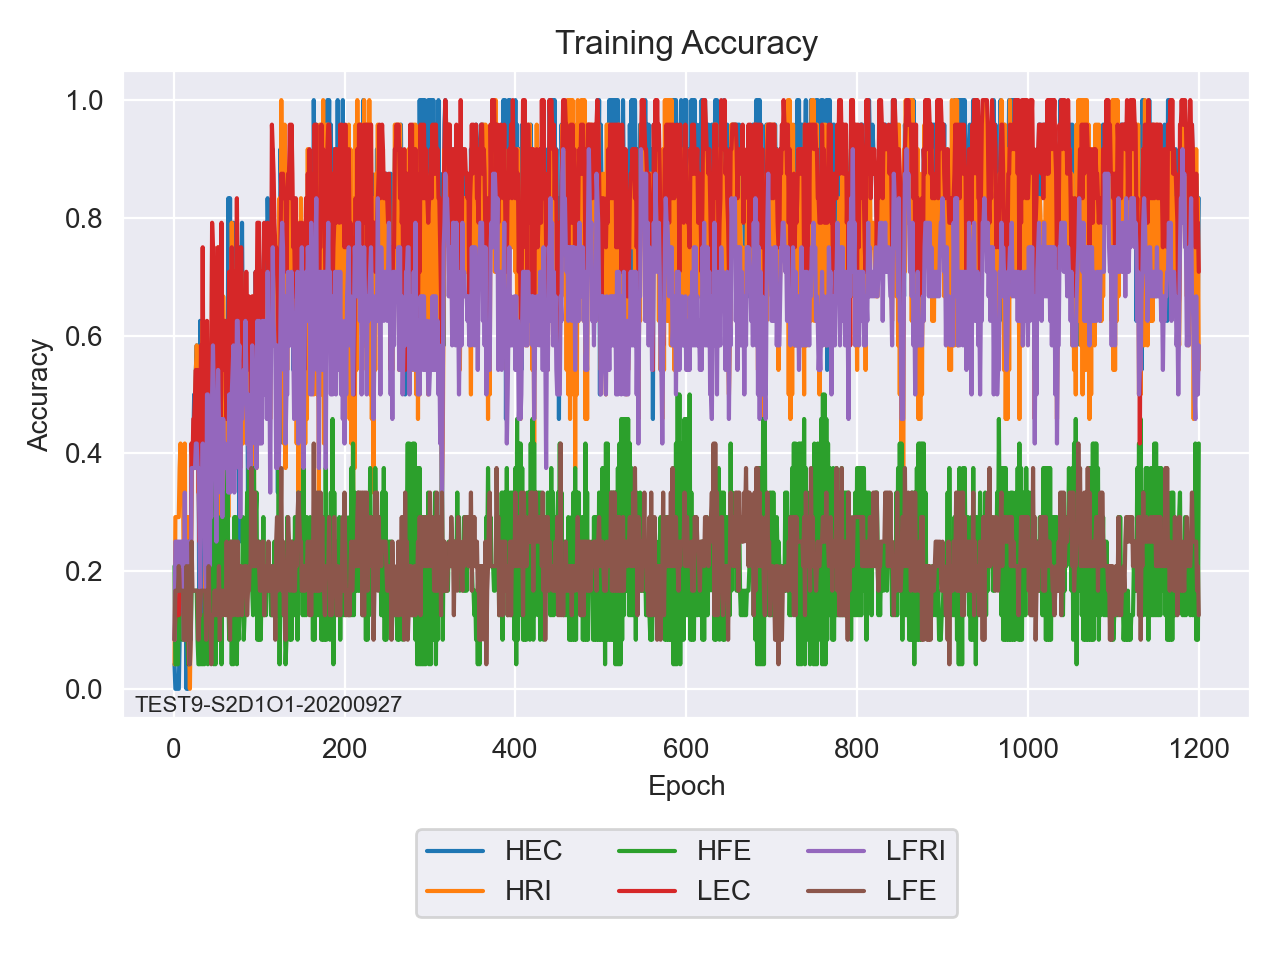 Training Accuracy
1.0
0.8
0.6
0.4
0.2
0.0
Accuracy
TEST9-S2D1O1-20200927
0 200 400 600 800 1000 1200
Epoch
HEC HFE LFRI
HRI LEC LFE